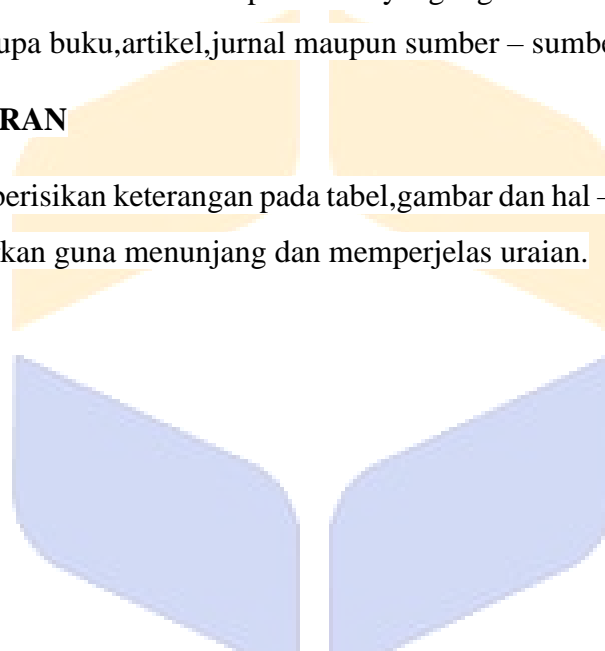 upa buku,artikel,jurnal maupun sumber – sumbe
RAN
berisikan keterangan pada tabel,gambar dan hal –
kan guna menunjang dan memperjelas uraian.